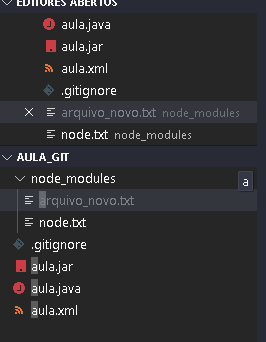 EDITORES ABERTOS
aula.java
aula.jar
aula.xml
.gitignore
arquivo_novo.txt node_modules
node.txt node_modules
AULA_GIT
node_modules
a
arquivo_novo.txt
node.txt
.gitignore
aula.jar
aula.java
aula.xml